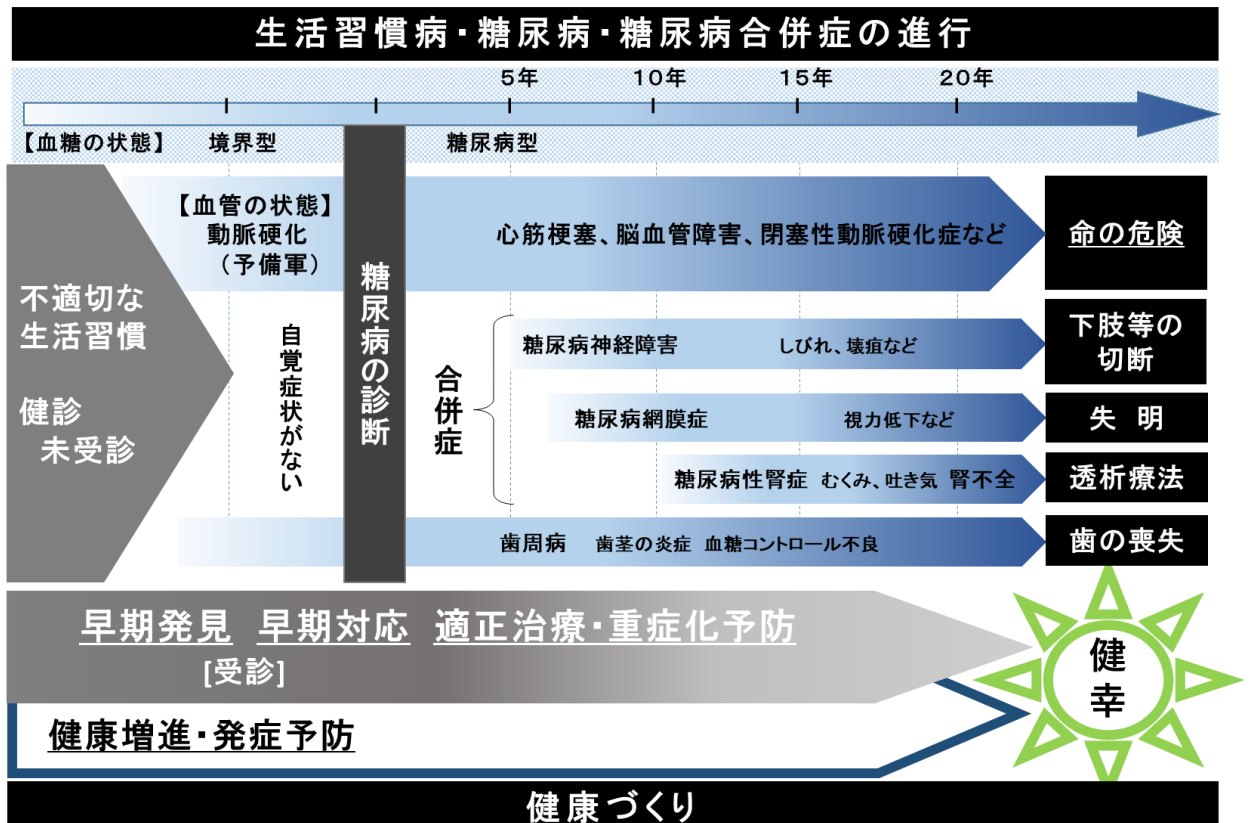 生活習慣病・糖尿病・糖尿病合併症の進行
5年 10年 15年 20年
【血糖の状態】 境界型 糖尿病型
不適切な
生活習慣
健診
未受診
【血管の状態】
動脈硬化
（予備軍）
自覚症状がない
糖尿病の診断
心筋梗塞、脳血管障害、閉塞性動脈硬化症など
命の危険
合併症
糖尿病神経障害 しびれ、壊疽など
下肢等の
切断
糖尿病網膜症 視力低下など
失 明
糖尿病性腎症 むくみ、吐き気 腎不全
透析療法
歯周病 歯茎の炎症 血糖コントロール不良
歯の喪失
早期発見 早期対応 適正治療・重症化予防
[受診]
健康増進・発症予防
健幸
健康づくり